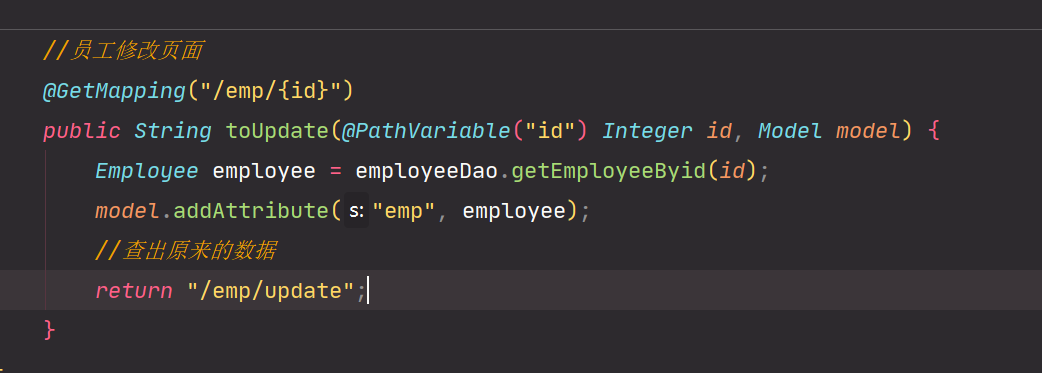 //员工修改页面
@GetMapping("/emp/{id}")
public String toUpdate(@PathVariable("id") Integer id, Model model) {
Employee employee = employeeDao.getEmployeeByid(id);
model.addAttribute( s: "emp", employee);
//查出原来的数据
return "/emp/update";
}